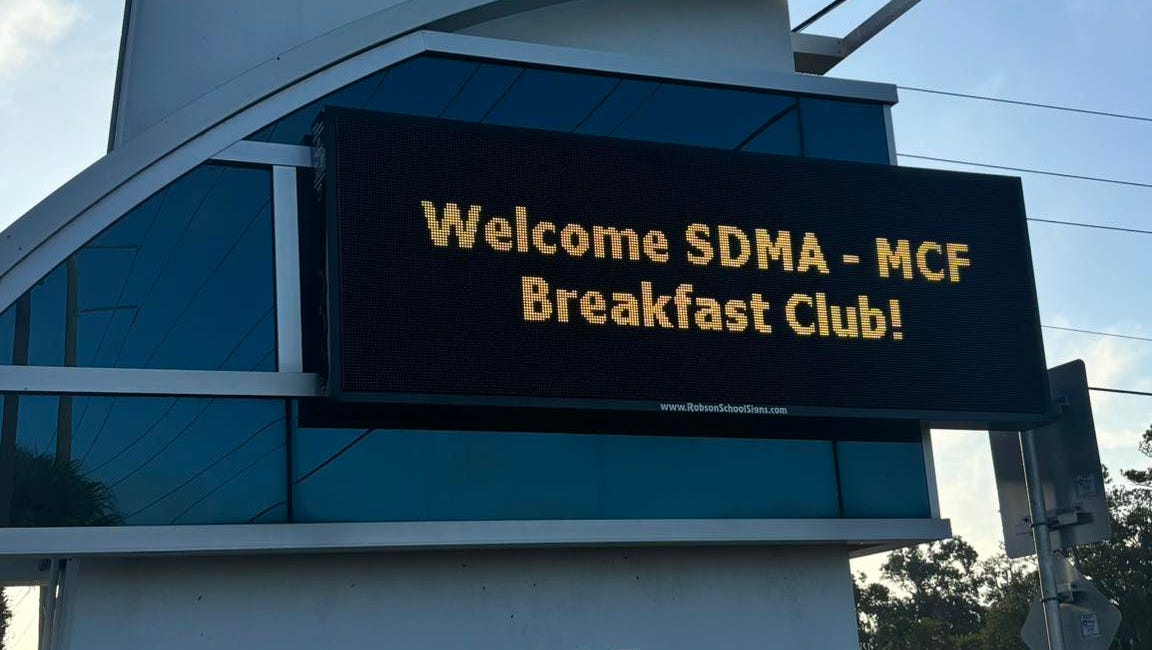 Welcome SDMA - MCF
Breakfast Club!
www.RobsonSchoolSigns.com